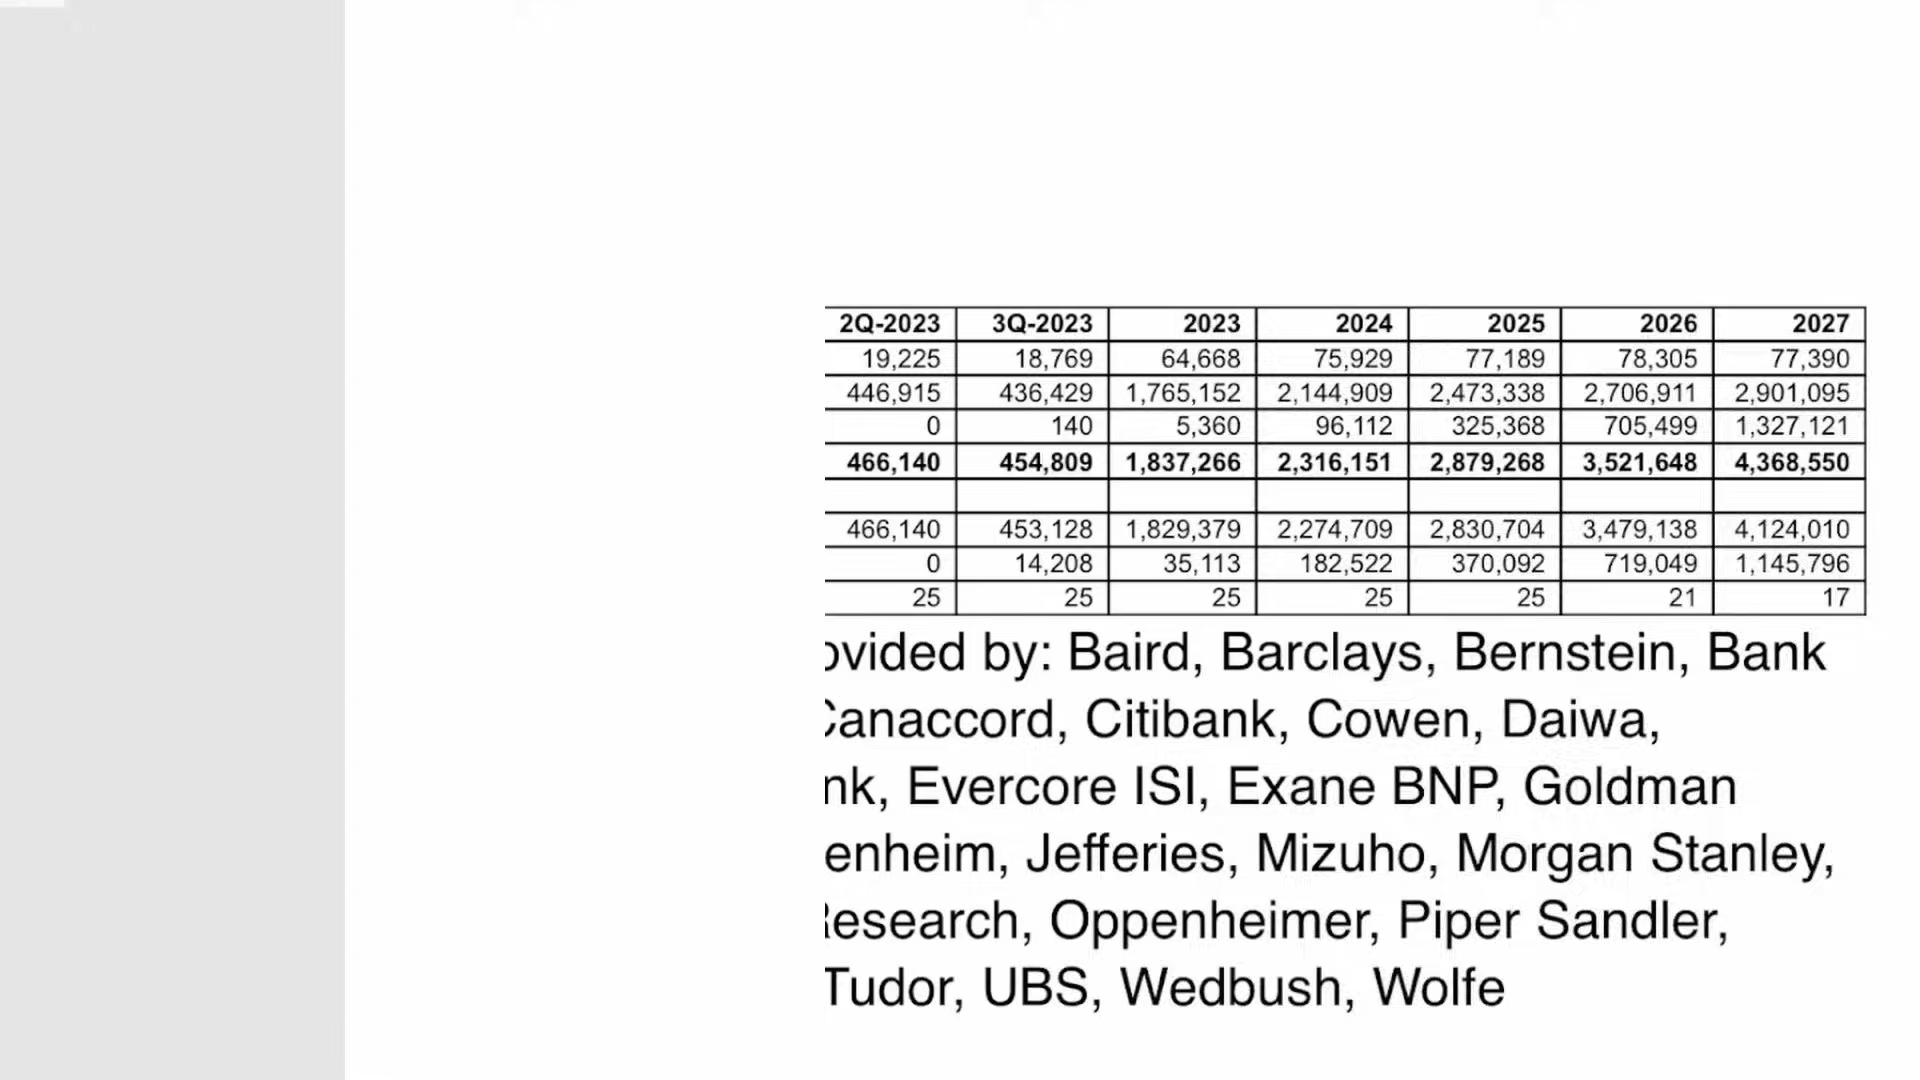 2Q-2023 3Q-2023 2023 2024 2025 2026 2027
19,225 18,769 64,668 75,929 77,189 78,305 77,390
446,915 436,429 1,765,152 2,144,909 2,473,338 2,706,911 2,901,095
0 140 5,360 96,112 325,368 705,499 1,327,121
466,140 454,809 1,837,266 2,316,151 2,879,268 3,521,648 4,368,550
466,140 453,128 1,829,379 2,274,709 2,830,704 3,479,138 4,124,010
0 14,208 35,113 182,522 370,092 719,049 1,145,796
25 25 25 25 25 21 17
ovided by: Baird, Barclays, Bernstein, Bank
Canaccord, Citibank, Cowen, Daiwa,
nk, Evercore ISI, Exane BNP, Goldman
enheim, Jefferies, Mizuho, Morgan Stanley,
Research, Oppenheimer, Piper Sandler,
Tudor, UBS, Wedbush, Wolfe